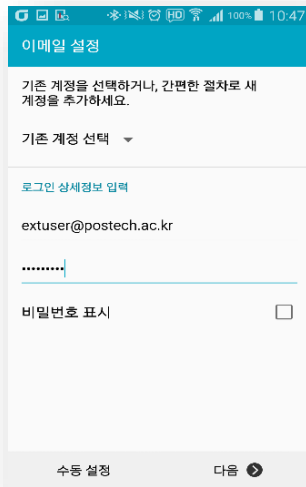 HD 100% 10:47
이메일 설정
기존 계정을 선택하거나, 간편한 절차로 새
계정을 추가하세요.
기존 계정 선택
로그인 상세정보 입력
extuser@postech.ac.kr
•••••••••
비밀번호 표시
수동 설정 다음